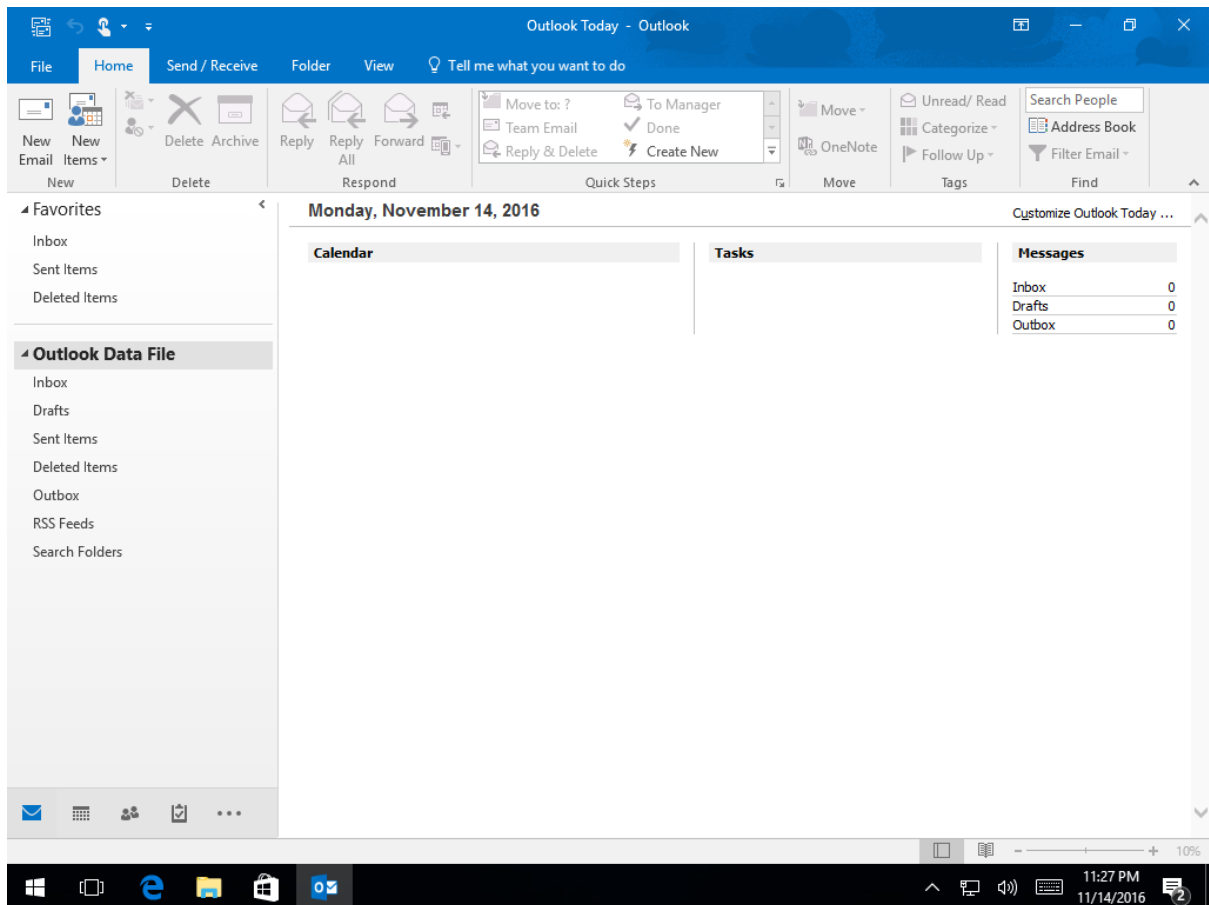 Outlook Today - Outlook
File Home Send / Receive Folder View Tell me what you want to do
New Email
New Items
Delete
Archive
Reply
Reply All
Forward
Move to: ?
To Manager
Team Email
Done
Reply & Delete
Create New
Move
OneNote
Unread/ Read
Categorize
Follow Up
Search People
Address Book
Filter Email
New Delete Respond Quick Steps Move Tags Find
Favorites
Inbox
Sent Items
Deleted Items
Outlook Data File
Inbox
Drafts
Sent Items
Deleted Items
Outbox
RSS Feeds
Search Folders
Monday, November 14, 2016
Customize Outlook Today ...
Calendar
Tasks
Messages
Inbox 0
Drafts 0
Outbox 0
10%
11:27 PM
11/14/2016
2